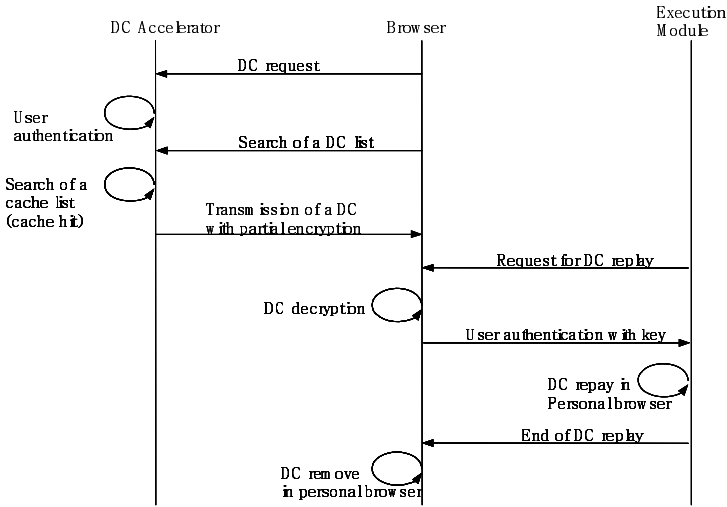 DC Accelerator
Browser
Execution
Module
DC request
User
authentication
Search of a DC list
Search of a
cache list
(cache hit)
Transmission of a DC
with partial encryption
Request for DC replay
DC decryption
User authentication with key
DC repay in
Personal browser
End of DC replay
DC remove
in personal browser